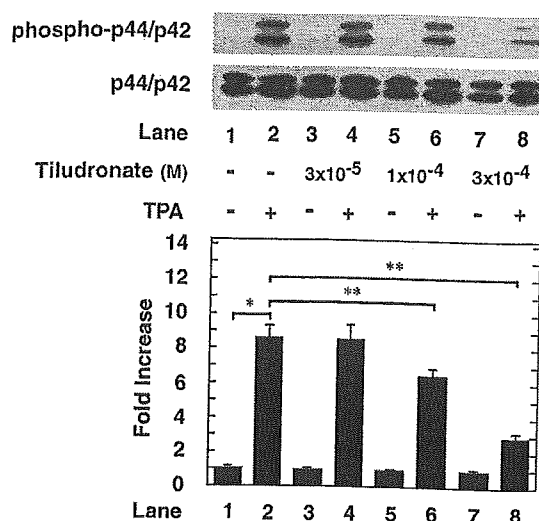 phospho-p44/p42
p44/p42
Lane 1 2 3 4 5 6 7 8
Tiludronate (M) - - 3x10-5 1x10-4 3x10-4
TPA - + - + - + - +
14
12
10
8
6
4
2
0
Fold Increase
*
**
**
Lane 1 2 3 4 5 6 7 8